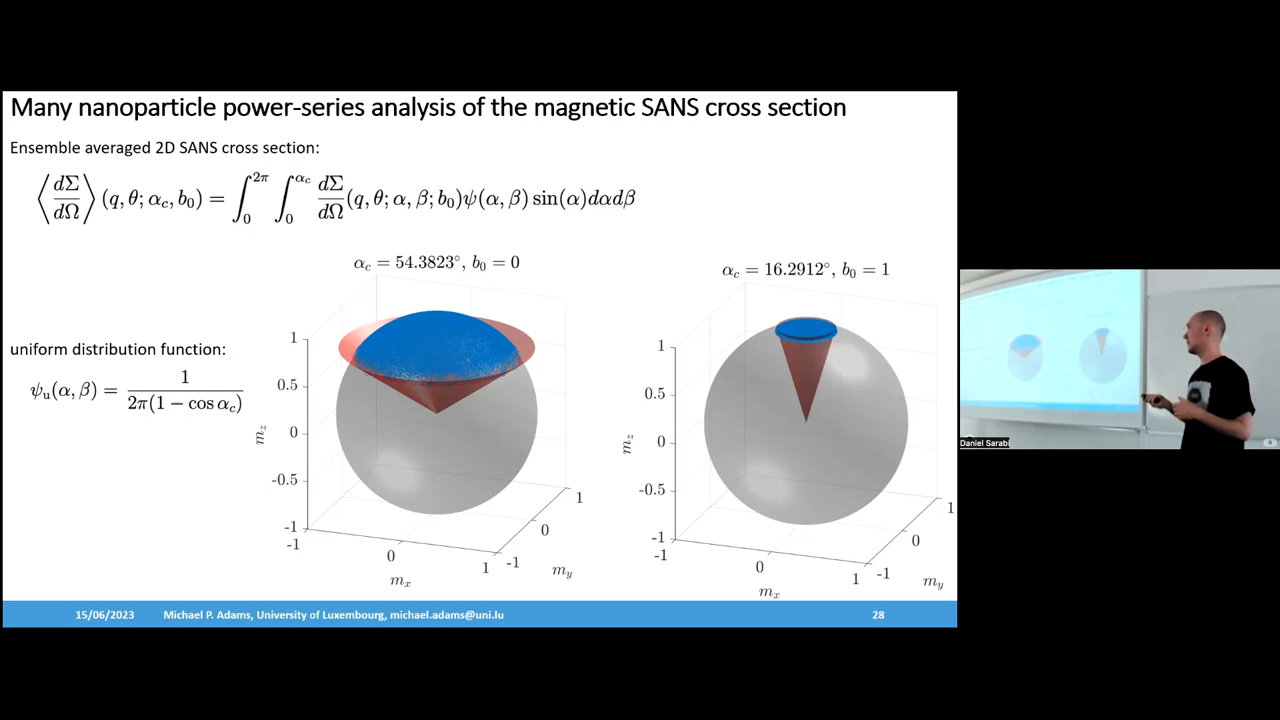 Many nanoparticle power-series analysis of the magnetic SANS cross section
Ensemble averaged 2D SANS cross section:
⟨dΣ/dΩ⟩ (q, θ; α_c, b_0) = ∫_0^{2π} ∫_0^{α_c} dΣ/dΩ (q, θ; α, β; b_0)ψ(α, β) sin(α)dαdβ
α_c = 54.3823°, b_0 = 0
α_c = 16.2912°, b_0 = 1
uniform distribution function:
ψ_u(α, β) = 1 / 2π(1 − cos α_c)
1
0.5
0
-0.5
-1
m_z
-1
0
1
m_x
-1
0
1
m_y
1
0.5
0
-0.5
-1
m_z
-1
0
1
m_x
-1
0
1
m_y
Daniel Sarabi
15/06/2023 Michael P. Adams, University of Luxembourg, michael.adams@uni.lu 28